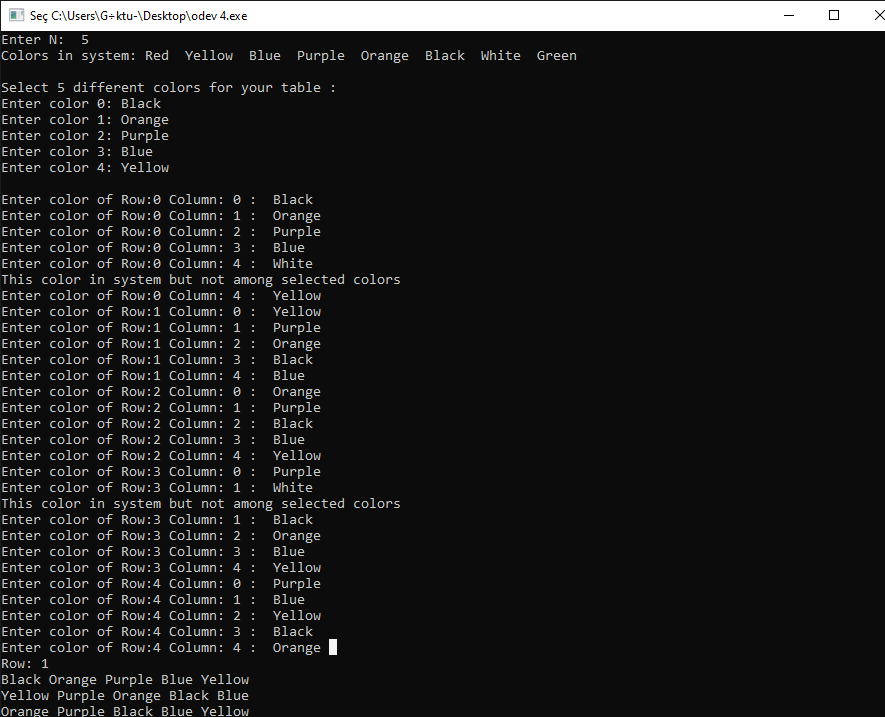 Seç C:\Users\G÷ktu-\Desktop\odev 4.exe
Enter N:  5
Colors in system: Red  Yellow  Blue  Purple  Orange  Black  White  Green
Select 5 different colors for your table :
Enter color 0: Black
Enter color 1: Orange
Enter color 2: Purple
Enter color 3: Blue
Enter color 4: Yellow
Enter color of Row:0 Column: 0 :  Black
Enter color of Row:0 Column: 1 :  Orange
Enter color of Row:0 Column: 2 :  Purple
Enter color of Row:0 Column: 3 :  Blue
Enter color of Row:0 Column: 4 :  White
This color in system but not among selected colors
Enter color of Row:0 Column: 4 :  Yellow
Enter color of Row:1 Column: 0 :  Yellow
Enter color of Row:1 Column: 1 :  Purple
Enter color of Row:1 Column: 2 :  Orange
Enter color of Row:1 Column: 3 :  Black
Enter color of Row:1 Column: 4 :  Blue
Enter color of Row:2 Column: 0 :  Orange
Enter color of Row:2 Column: 1 :  Purple
Enter color of Row:2 Column: 2 :  Black
Enter color of Row:2 Column: 3 :  Blue
Enter color of Row:2 Column: 4 :  Yellow
Enter color of Row:3 Column: 0 :  Purple
Enter color of Row:3 Column: 1 :  White
This color in system but not among selected colors
Enter color of Row:3 Column: 1 :  Black
Enter color of Row:3 Column: 2 :  Orange
Enter color of Row:3 Column: 3 :  Blue
Enter color of Row:3 Column: 4 :  Yellow
Enter color of Row:4 Column: 0 :  Purple
Enter color of Row:4 Column: 1 :  Blue
Enter color of Row:4 Column: 2 :  Yellow
Enter color of Row:4 Column: 3 :  Black
Enter color of Row:4 Column: 4 :  Orange
Row: 1
Black Orange Purple Blue Yellow
Yellow Purple Orange Black Blue
Orange Purple Black Blue Yellow